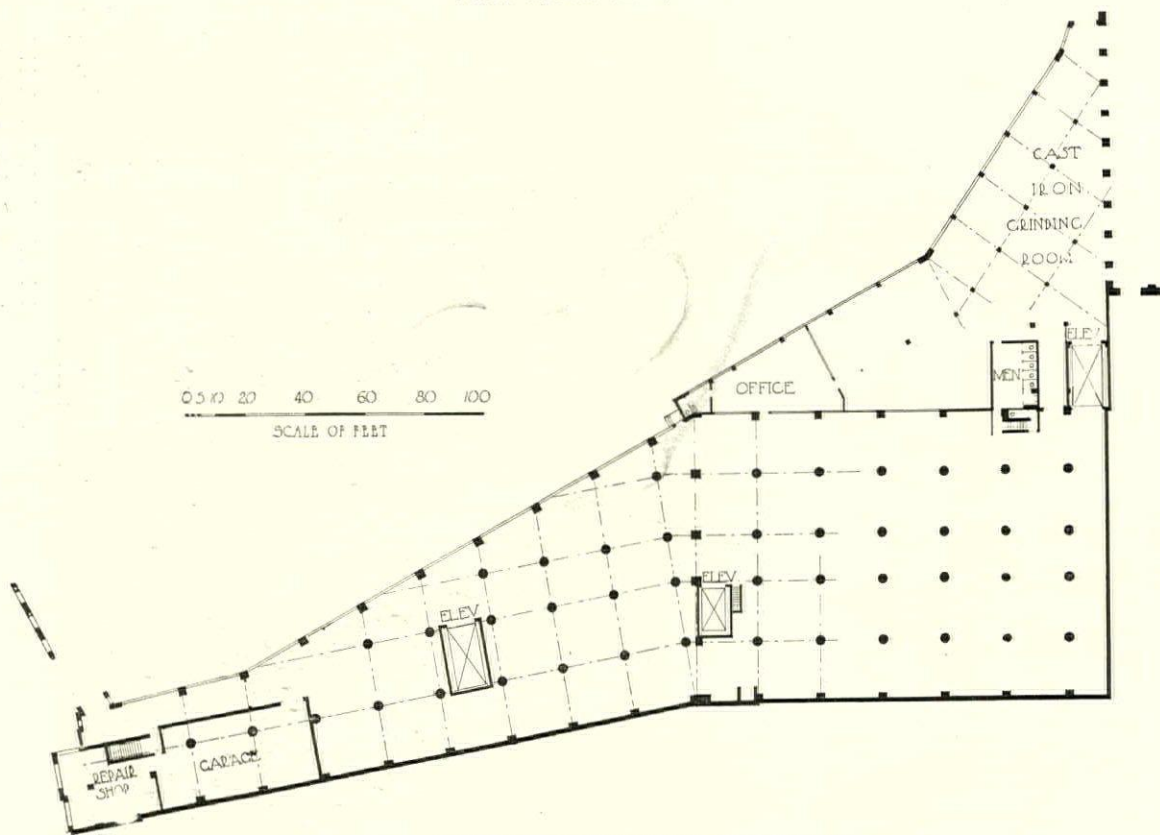 CAST
IRON
GRINDING
ROOM
ELEV
MEN
OFFICE
0 5 10 20 40 60 80 100
SCALE OF FEET
ELEV
ELEV
GARAGE
REPAIR
SHOP